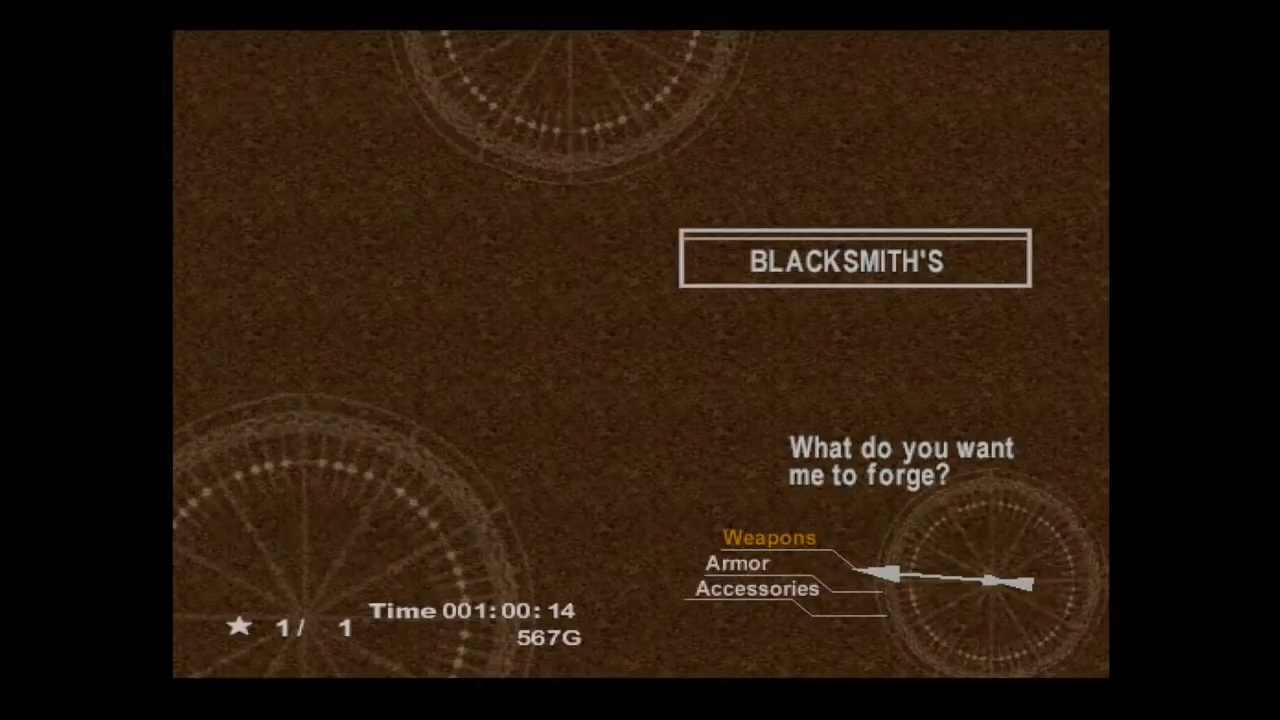 BLACKSMITH'S
What do you want
me to forge?
Weapons
Armor
Accessories
Time 001:00:14
★ 1/ 1
567G